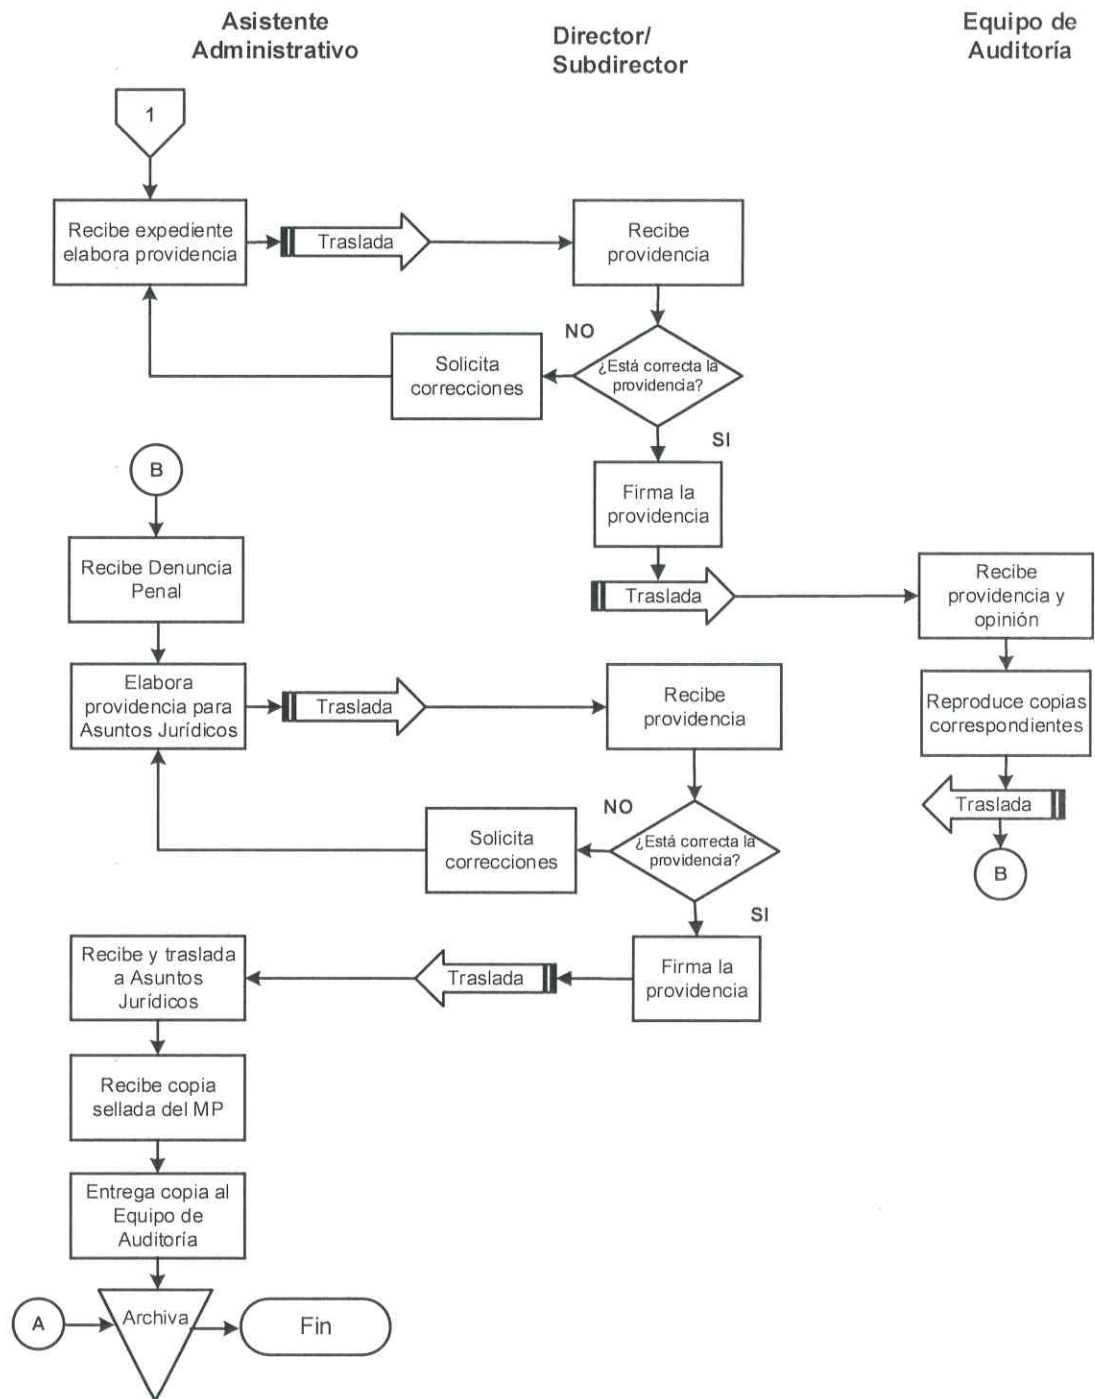 Asistente
Administrativo
Director/
Subdirector
Equipo de
Auditoría
1
Recibe expediente
elabora providencia
Traslada
Recibe
providencia
NO
¿Está correcta la
providencia?
Solicita
correcciones
SI
Firma la
providencia
Traslada
Recibe
providencia y
opinión
Reproduce copias
correspondientes
Traslada
B
B
Recibe Denuncia
Penal
Elabora
providencia para
Asuntos Jurídicos
Traslada
Recibe
providencia
NO
¿Está correcta la
providencia?
Solicita
correcciones
SI
Firma la
providencia
Traslada
Recibe y traslada
a Asuntos
Jurídicos
Recibe copia
sellada del MP
Entrega copia al
Equipo de
Auditoría
A
Archiva
Fin